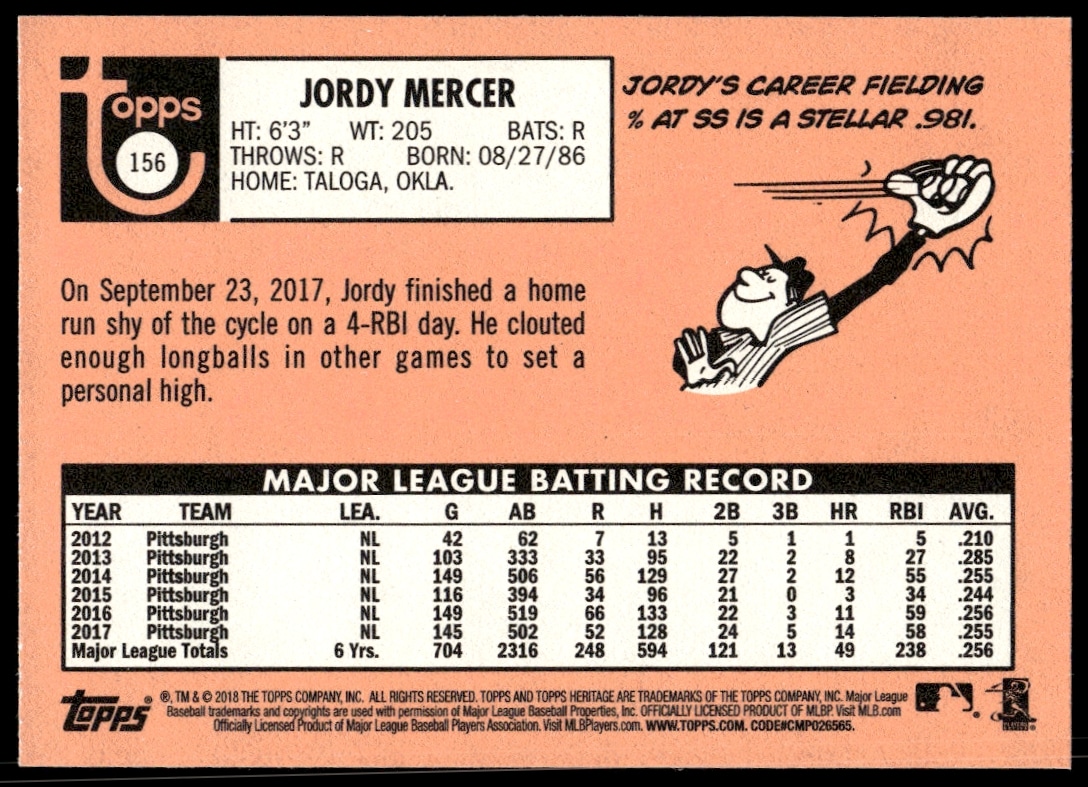 topps
156
JORDY MERCER
HT: 6'3" WT: 205 BATS: R
THROWS: R BORN: 08/27/86
HOME: TALOGA, OKLA.
JORDY'S CAREER FIELDING
% AT SS IS A STELLAR .981.
On September 23, 2017, Jordy finished a home
run shy of the cycle on a 4-RBI day. He clouted
enough longballs in other games to set a
personal high.
MAJOR LEAGUE BATTING RECORD
YEAR TEAM LEA. G AB R H 2B 3B HR RBI AVG.
2012 Pittsburgh NL 42 62 7 13 5 1 1 5 .210
2013 Pittsburgh NL 103 333 33 95 22 2 8 27 .285
2014 Pittsburgh NL 149 506 56 129 27 2 12 55 .255
2015 Pittsburgh NL 116 394 34 96 21 0 3 34 .244
2016 Pittsburgh NL 149 519 66 133 22 3 11 59 .256
2017 Pittsburgh NL 145 502 52 128 24 5 14 58 .255
Major League Totals 6 Yrs. 704 2316 248 594 121 13 49 238 .256
topps® ®, TM & © 2018 THE TOPPS COMPANY, INC. ALL RIGHTS RESERVED. TOPPS AND TOPPS HERITAGE ARE TRADEMARKS OF THE TOPPS COMPANY, INC. Major League
Baseball trademarks and copyrights are used with permission of Major League Baseball Properties, Inc. OFFICIALLY LICENSED PRODUCT OF MLBP. Visit MLB.com
Officially Licensed Product of Major League Baseball Players Association. Visit MLBPlayers.com. WWW.TOPPS.COM. CODE#CMP026565.